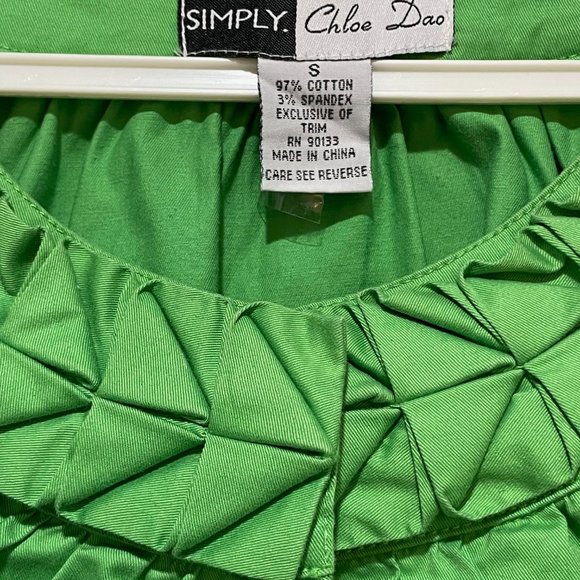 SIMPLY. Chloe Dao
S
97% COTTON
3% SPANDEX
EXCLUSIVE OF
TRIM
RN 90133
MADE IN CHINA
CARE SEE REVERSE